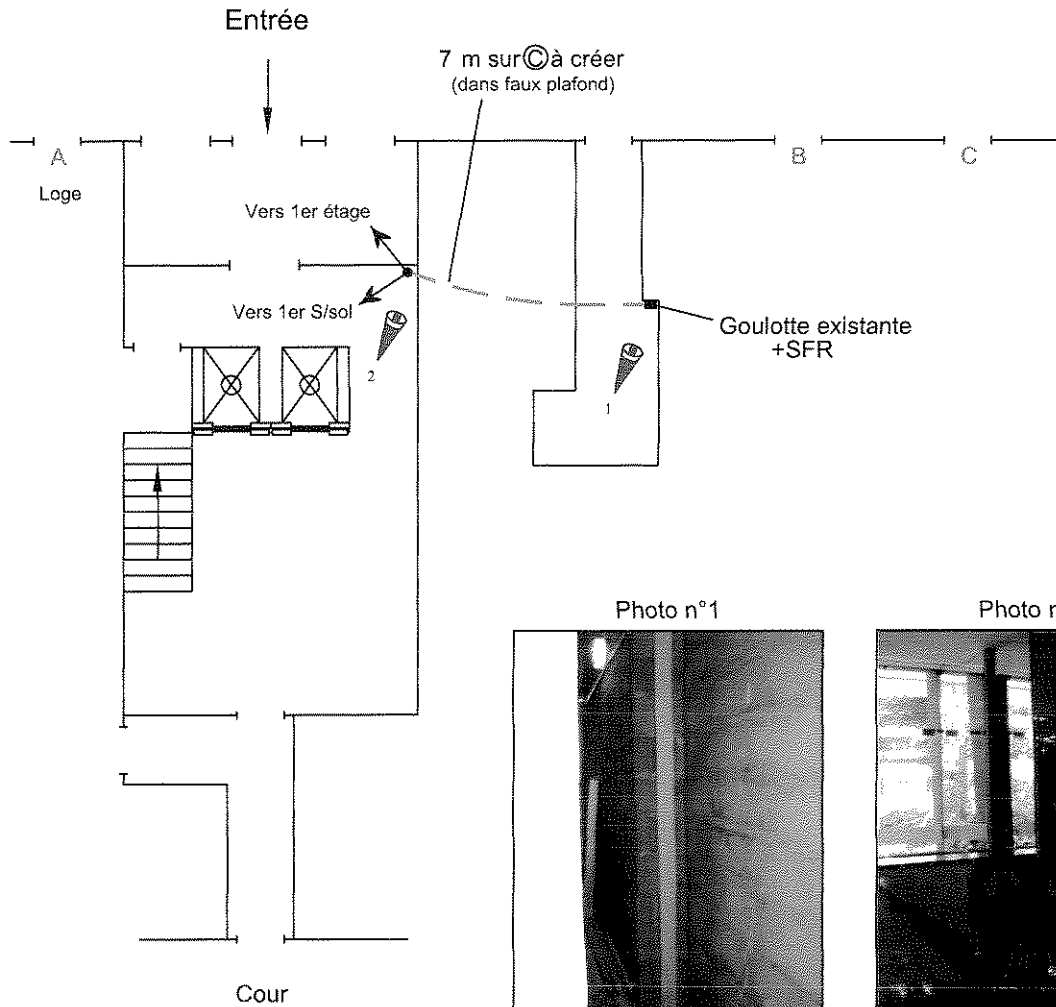 Entrée
7 m sur Ⓒ à créer
(dans faux plafond)
A
B
C
Loge
Vers 1er étage
Vers 1er S/sol
Goulotte existante
+SFR
2
1
Photo n°1
Photo n
Cour